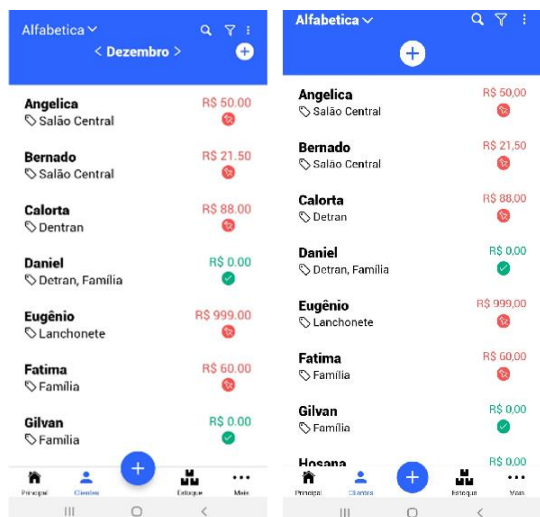 Alfabetica
< Dezembro >
Angelica R$ 50.00
Salão Central
Bernado R$ 21.50
Salão Central
Calorta R$ 88.00
Dentran
Daniel R$ 0.00
Detran, Família
Eugênio R$ 999.00
Lanchonete
Fatima R$ 60.00
Família
Gilvan R$ 0.00
Família
Principal Clientes Estoque Mais
Alfabetica
Angelica R$ 50,00
Salão Central
Bernado R$ 21,50
Salão Central
Calorta R$ 88,00
Detran
Daniel R$ 0,00
Detran, Família
Eugênio R$ 999,00
Lanchonete
Fatima R$ 60,00
Família
Gilvan R$ 0,00
Família
Hosana R$ 0,00
Principal Clientes Estoque Mais